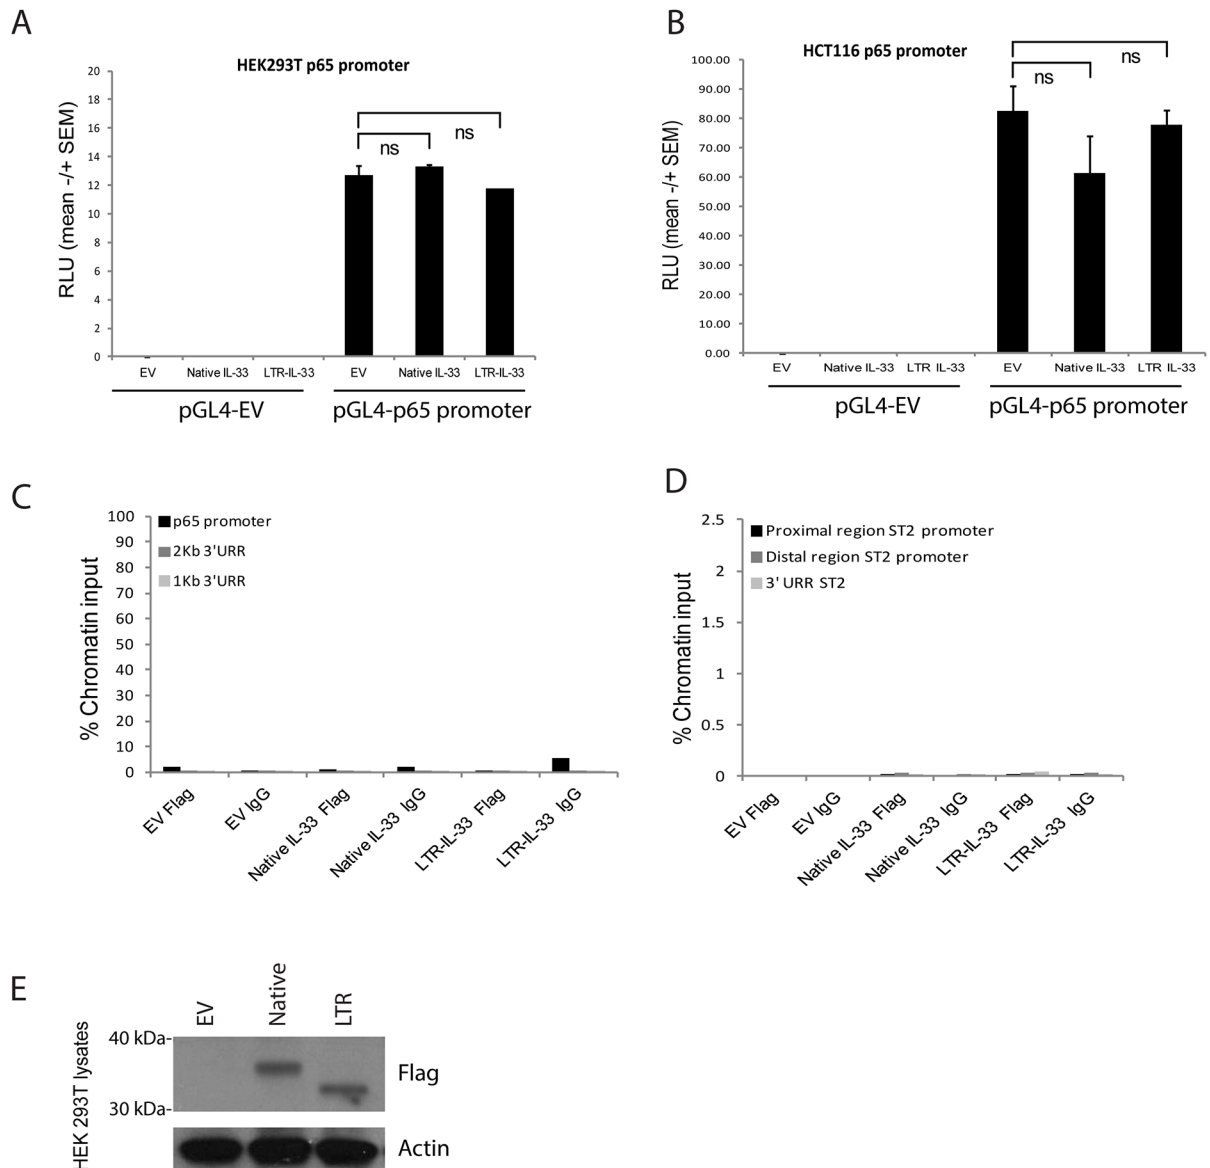 A
HEK293T p65 promoter
RLU (mean -/+ SEM)
20
18
16
14
12
10
8
6
4
2
0
ns
ns
EV Native IL-33 LTR-IL-33 EV Native IL-33 LTR-IL-33
pGL4-EV pGL4-p65 promoter
B
HCT116 p65 promoter
RLU (mean -/+ SEM)
100.00
90.00
80.00
70.00
60.00
50.00
40.00
30.00
20.00
10.00
0.00
ns
ns
EV Native IL-33 LTR IL-33 EV Native IL-33 LTR IL-33
pGL4-EV pGL4-p65 promoter
C
% Chromatin input
100
90
80
70
60
50
40
30
20
10
0
p65 promoter
2Kb 3'URR
1Kb 3'URR
EV Flag
EV IgG
Native IL-33 Flag
Native IL-33 IgG
LTR-IL-33 Flag
LTR-IL-33 IgG
D
% Chromatin input
2.5
2
1.5
1
0.5
0
Proximal region ST2 promoter
Distal region ST2 promoter
3' URR ST2
EV Flag
EV IgG
Native IL-33 Flag
Native IL-33 IgG
LTR-IL-33 Flag
LTR-IL-33 IgG
E
HEK 293T lysates
EV
Native
LTR
40 kDa-
30 kDa-
Flag
Actin